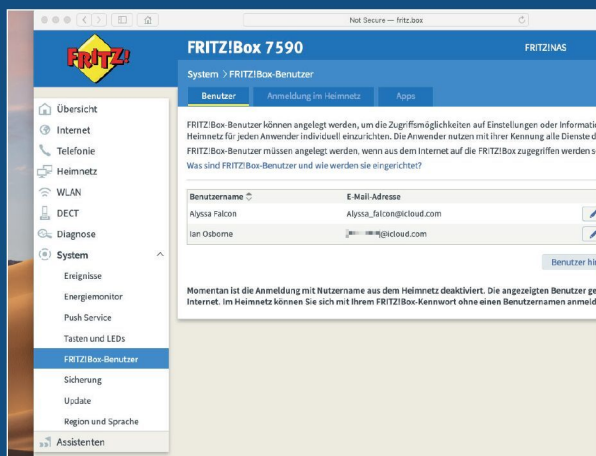 Not Secure — fritz.box
FRITZ!
FRITZ!Box 7590
FRITZ!NAS
System > FRITZ!Box-Benutzer
Benutzer
Anmeldung im Heimnetz
Apps
Übersicht
Internet
Telefonie
Heimnetz
WLAN
DECT
Diagnose
System
Ereignisse
Energiemonitor
Push Service
Tasten und LEDs
FRITZ!Box-Benutzer
Sicherung
Update
Region und Sprache
Assistenten
FRITZ!Box-Benutzer können angelegt werden, um die Zugriffsmöglichkeiten auf Einstellungen oder
Heimnetz für jeden Anwender individuell einzurichten. Die Anwender nutzen mit ihrer Kennung alle Dienste
FRITZ!Box-Benutzer müssen angelegt werden, wenn aus dem Internet auf die FRITZ!Box zugegriffen werden
Was sind FRITZ!Box-Benutzer und wie werden sie eingerichtet?
Benutzername
E-Mail-Adresse
Alyssa Falcon
Alyssa_falcon@icloud.com
Ian Osborne
@icloud.com
Benutzer
Momentan ist die Anmeldung mit Nutzername aus dem Heimnetz deaktiviert. Die angezeigten Benutzer
Internet. Im Heimnetz können Sie sich mit Ihrem FRITZ!Box-Kennwort ohne einen Benutzernamen